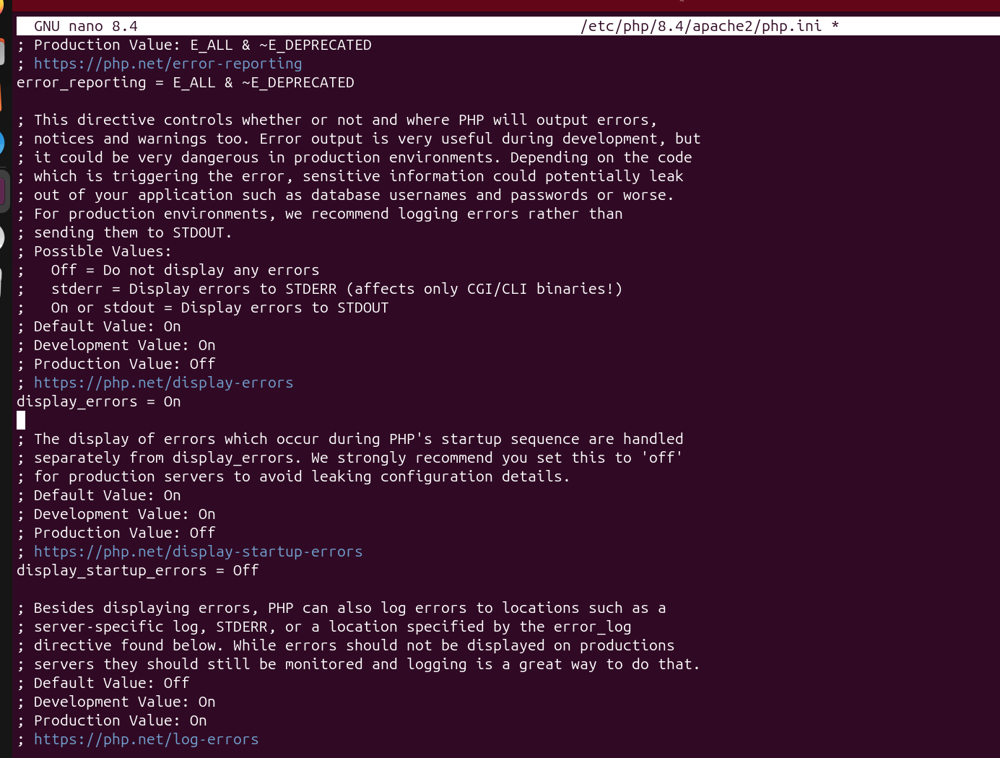 GNU nano 8.4 /etc/php/8.4/apache2/php.ini *
; Production Value: E_ALL & ~E_DEPRECATED
; https://php.net/error-reporting
error_reporting = E_ALL & ~E_DEPRECATED
; This directive controls whether or not and where PHP will output errors,
; notices and warnings too. Error output is very useful during development, but
; it could be very dangerous in production environments. Depending on the code
; which is triggering the error, sensitive information could potentially leak
; out of your application such as database usernames and passwords or worse.
; For production environments, we recommend logging errors rather than
; sending them to STDOUT.
; Possible Values:
;   Off = Do not display any errors
;   stderr = Display errors to STDERR (affects only CGI/CLI binaries!)
;   On or stdout = Display errors to STDOUT
; Default Value: On
; Development Value: On
; Production Value: Off
; https://php.net/display-errors
display_errors = On
; The display of errors which occur during PHP's startup sequence are handled
; separately from display_errors. We strongly recommend you set this to 'off'
; for production servers to avoid leaking configuration details.
; Default Value: On
; Development Value: On
; Production Value: Off
; https://php.net/display-startup-errors
display_startup_errors = Off
; Besides displaying errors, PHP can also log errors to locations such as a
; server-specific log, STDERR, or a location specified by the error_log
; directive found below. While errors should not be displayed on productions
; servers they should still be monitored and logging is a great way to do that.
; Default Value: Off
; Development Value: On
; Production Value: On
; https://php.net/log-errors